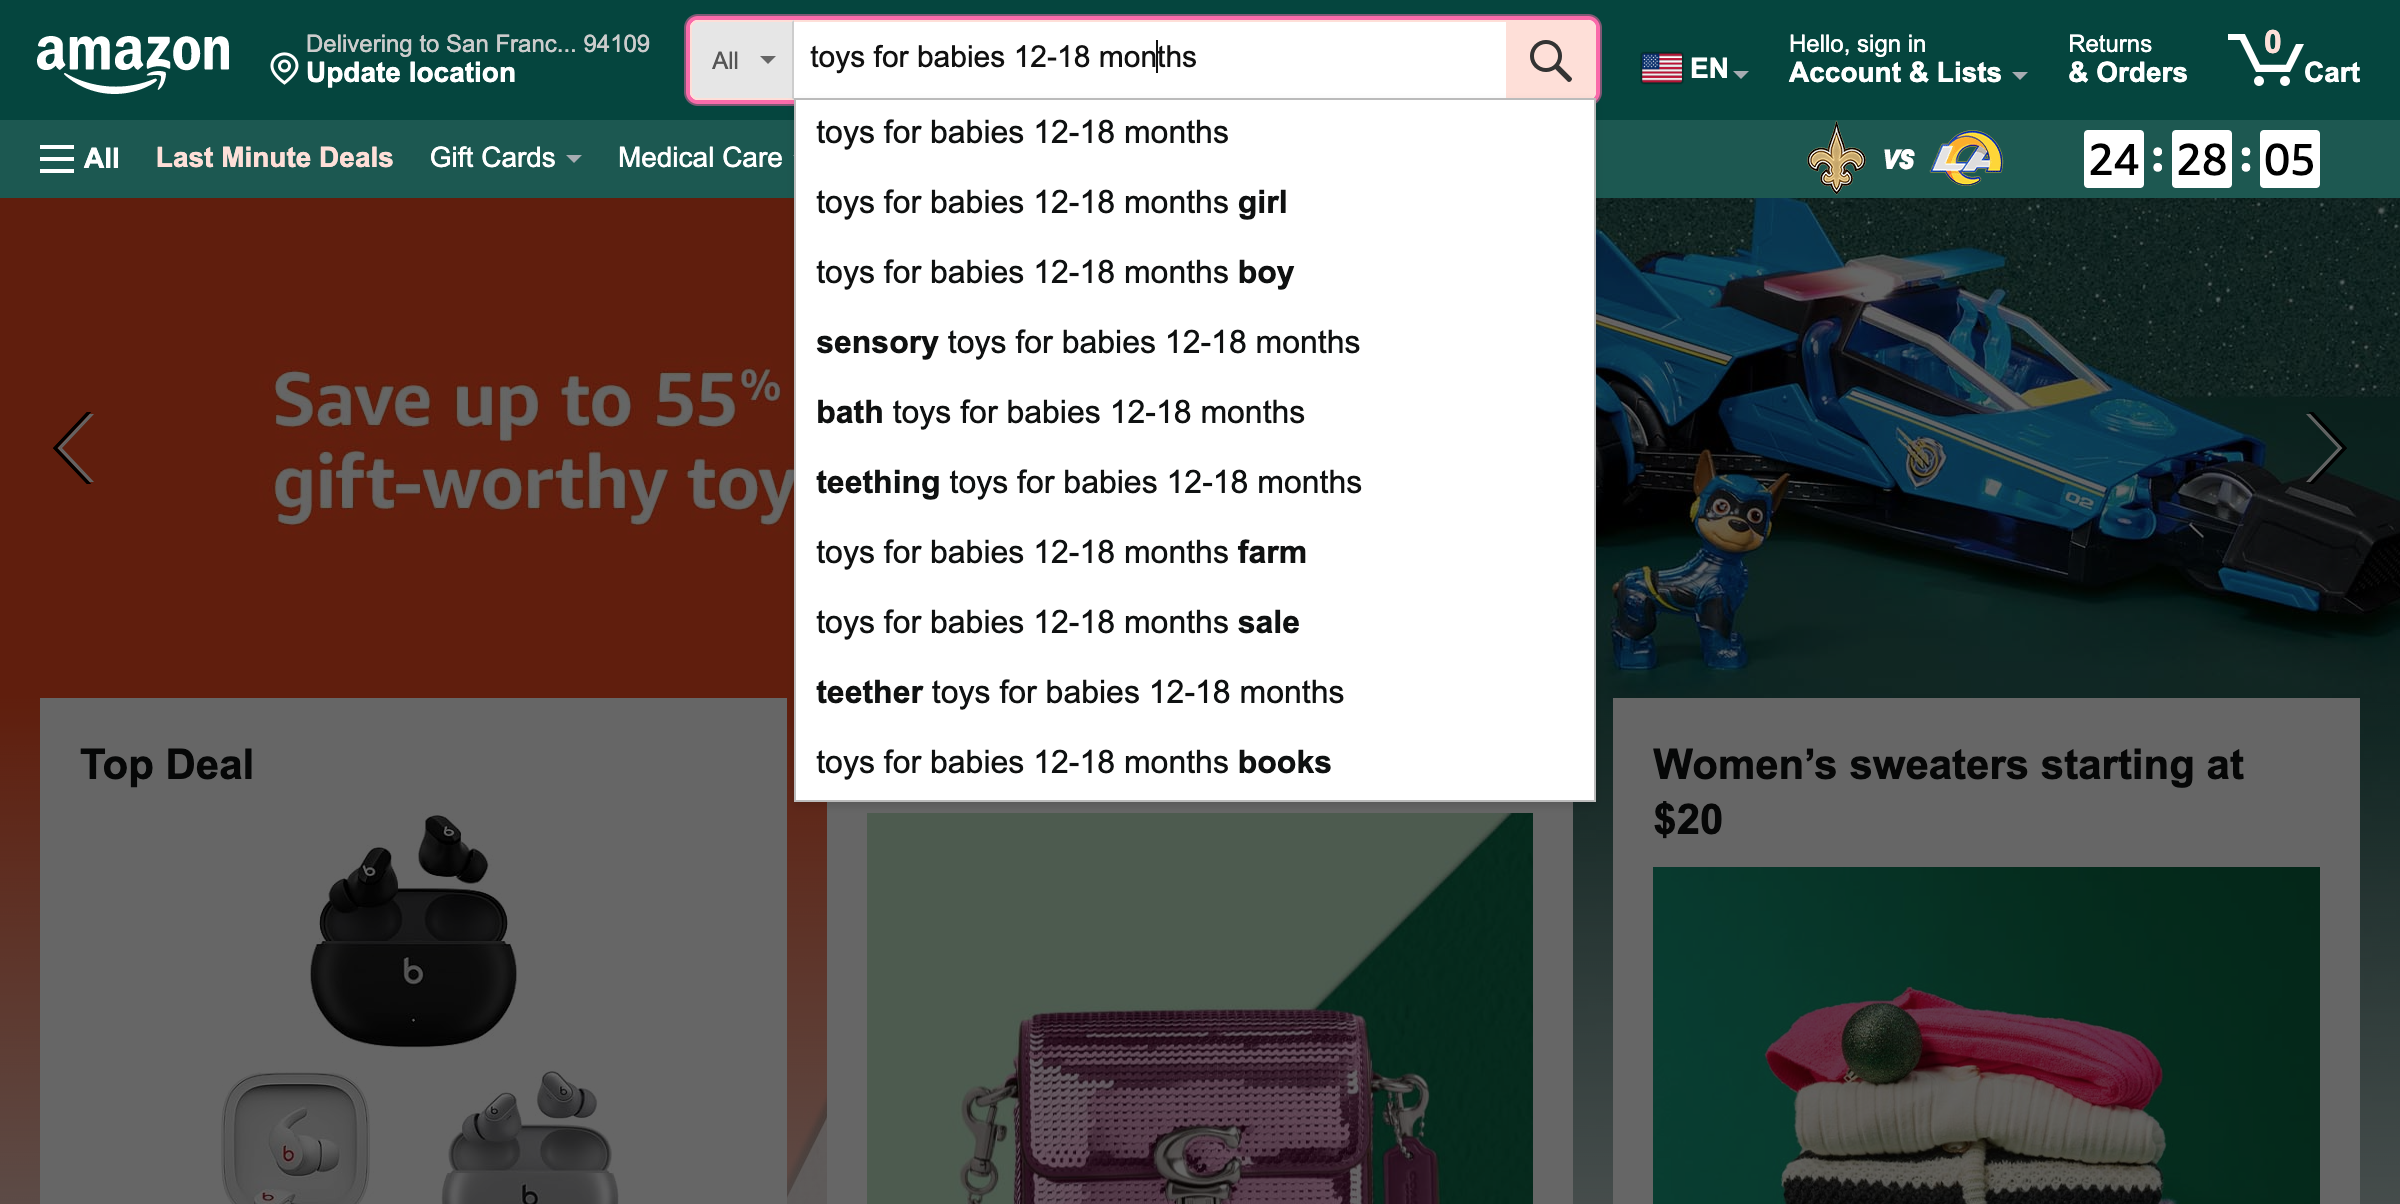 amazon
Delivering to San Franc... 94109
Update location
All
toys for babies 12-18 months
EN
Hello, sign in
Account & Lists
Returns
& Orders
0
Cart
All
Last Minute Deals
Gift Cards
Medical Care
VS
LA
24 : 28 : 05
toys for babies 12-18 months
toys for babies 12-18 months girl
toys for babies 12-18 months boy
sensory toys for babies 12-18 months
bath toys for babies 12-18 months
teething toys for babies 12-18 months
toys for babies 12-18 months farm
toys for babies 12-18 months sale
teether toys for babies 12-18 months
toys for babies 12-18 months books
Save up to 55%
gift-worthy toy
02
Top Deal
b
b
b
b
b
b
b
b
Women’s sweaters starting at
$20